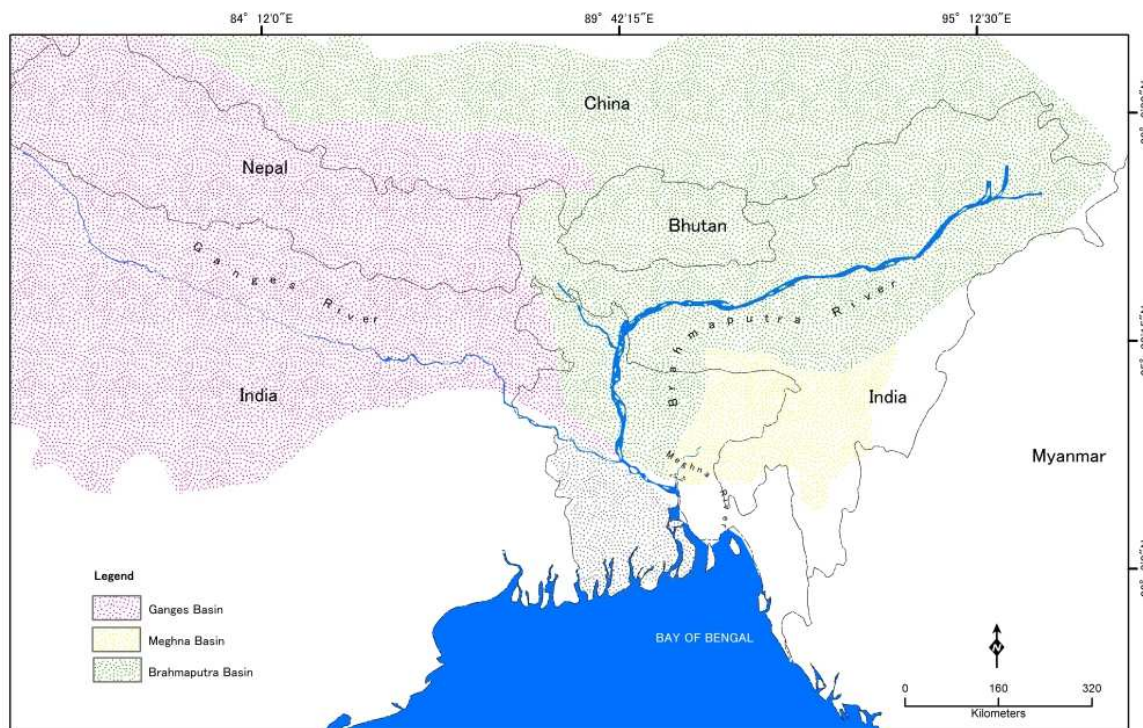 84° 12'0"E
89° 42'15"E
95° 12'30"E
China
Nepal
Bhutan
Ganges River
Brahmaputra River
India
India
Meghna River
Myanmar
BAY OF BENGAL
Legend
Ganges Basin
Meghna Basin
Brahmaputra Basin
N
0 160 320
Kilometers